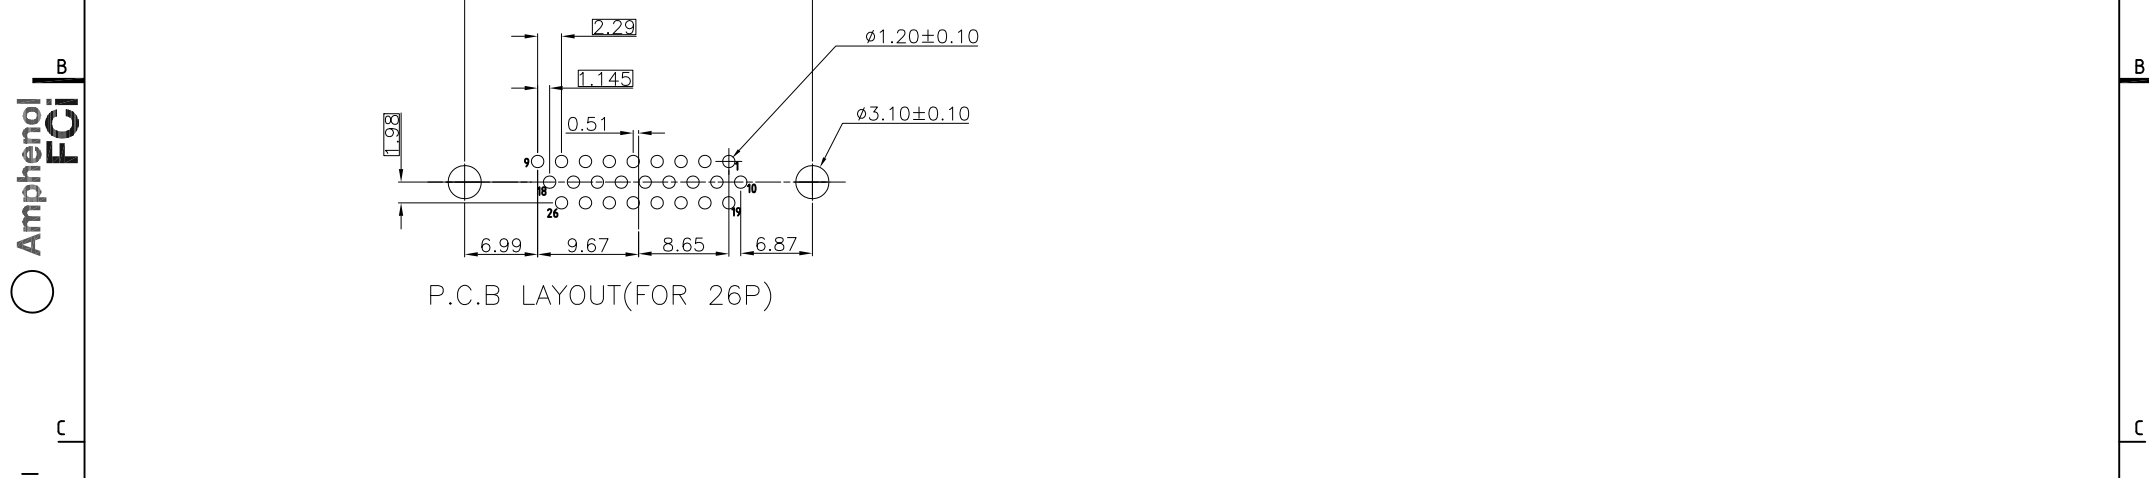 2.29
ø1.20±0.10
B
B
1.145
Amphenol
FCi
ø3.10±0.10
0.51
1.98
9
1
18
10
26
19
6.99
9.67
8.65
6.87
P.C.B LAYOUT(FOR 26P)
C
C